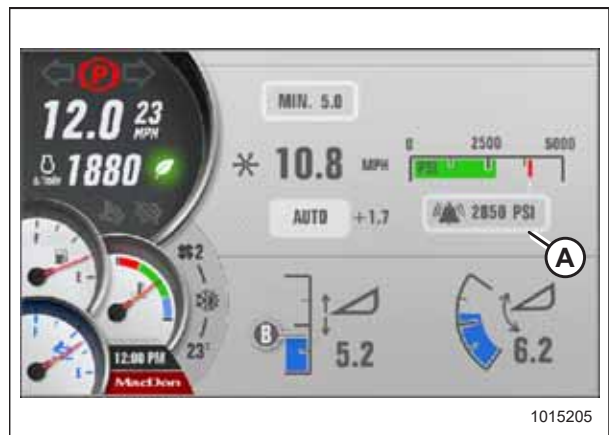 P
12.0 23 MPH
1880
MIN. 5.0
10.8 MPH
0 2500 5000
PSI
AUTO +1.7
2850 PSI
A
F
E
F
E
2
23°
12:00 PM
MacDon
B
5.2
6.2
1015205